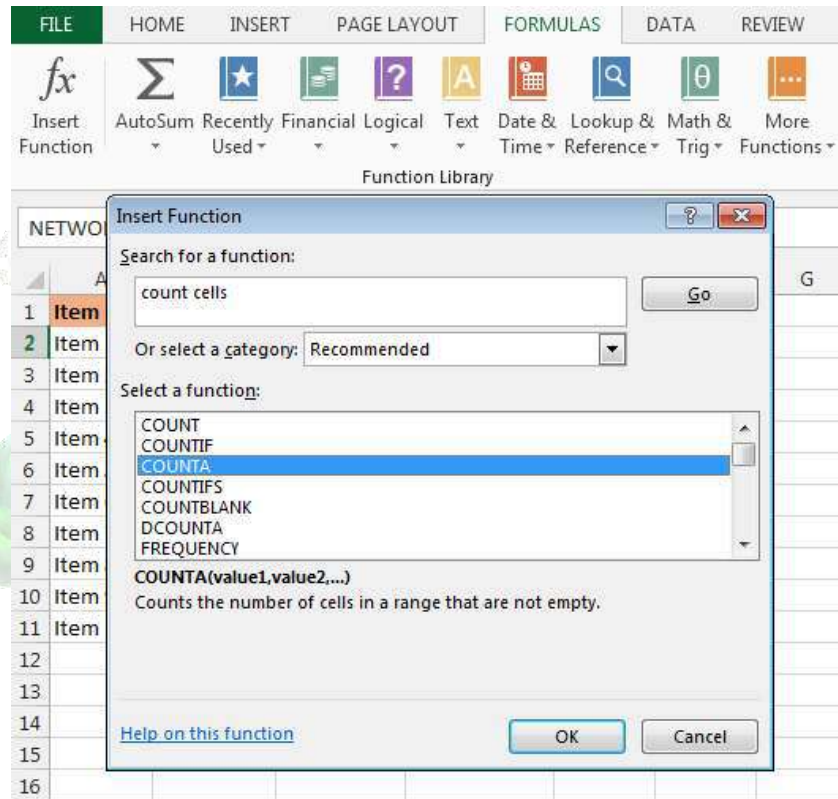 FILE HOME INSERT PAGE LAYOUT FORMULAS DATA REVIEW
fx
Insert Function
AutoSum
Recently Used
Financial
Logical
Text
Date & Time
Lookup & Reference
Math & Trig
More Functions
Function Library
NETWO
Insert Function
Search for a function:
count cells
Go
Or select a category: Recommended
Select a function:
COUNT
COUNTIF
COUNTA
COUNTIFS
COUNTBLANK
DCOUNTA
FREQUENCY
COUNTA(value1,value2,...)
Counts the number of cells in a range that are not empty.
Help on this function
OK
Cancel
A G
1 Item
2 Item
3 Item
4 Item
5 Item
6 Item
7 Item
8 Item
9 Item
10 Item
11 Item
12
13
14
15
16